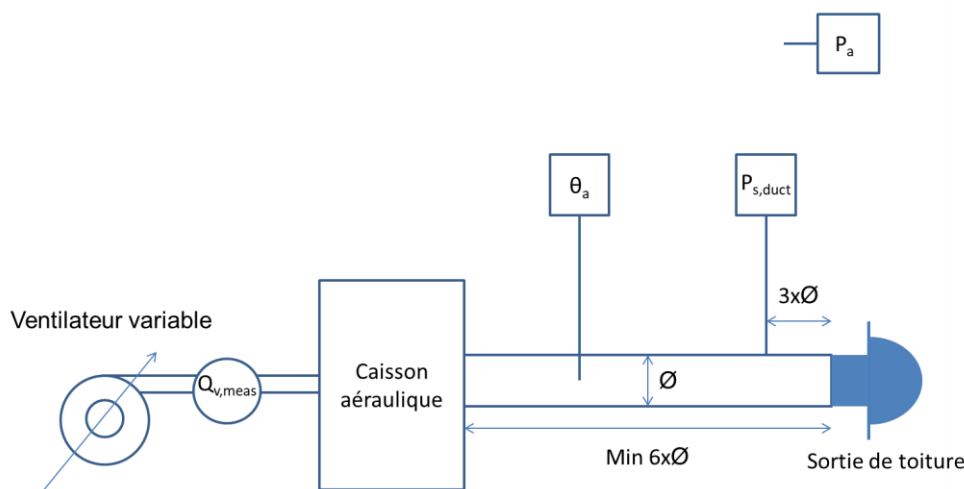 Pa
θa
Ps,duct
3xØ
Ventilateur variable
Qv,meas
Caisson
aéraulique
Ø
Min 6xØ
Sortie de toiture